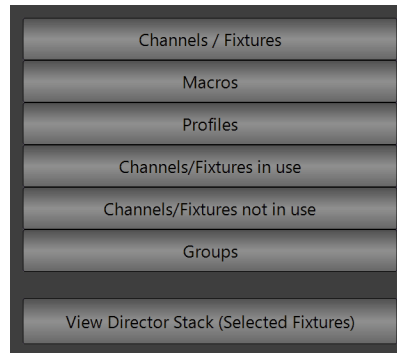 Channels / Fixtures
Macros
Profiles
Channels/Fixtures in use
Channels/Fixtures not in use
Groups
View Director Stack (Selected Fixtures)